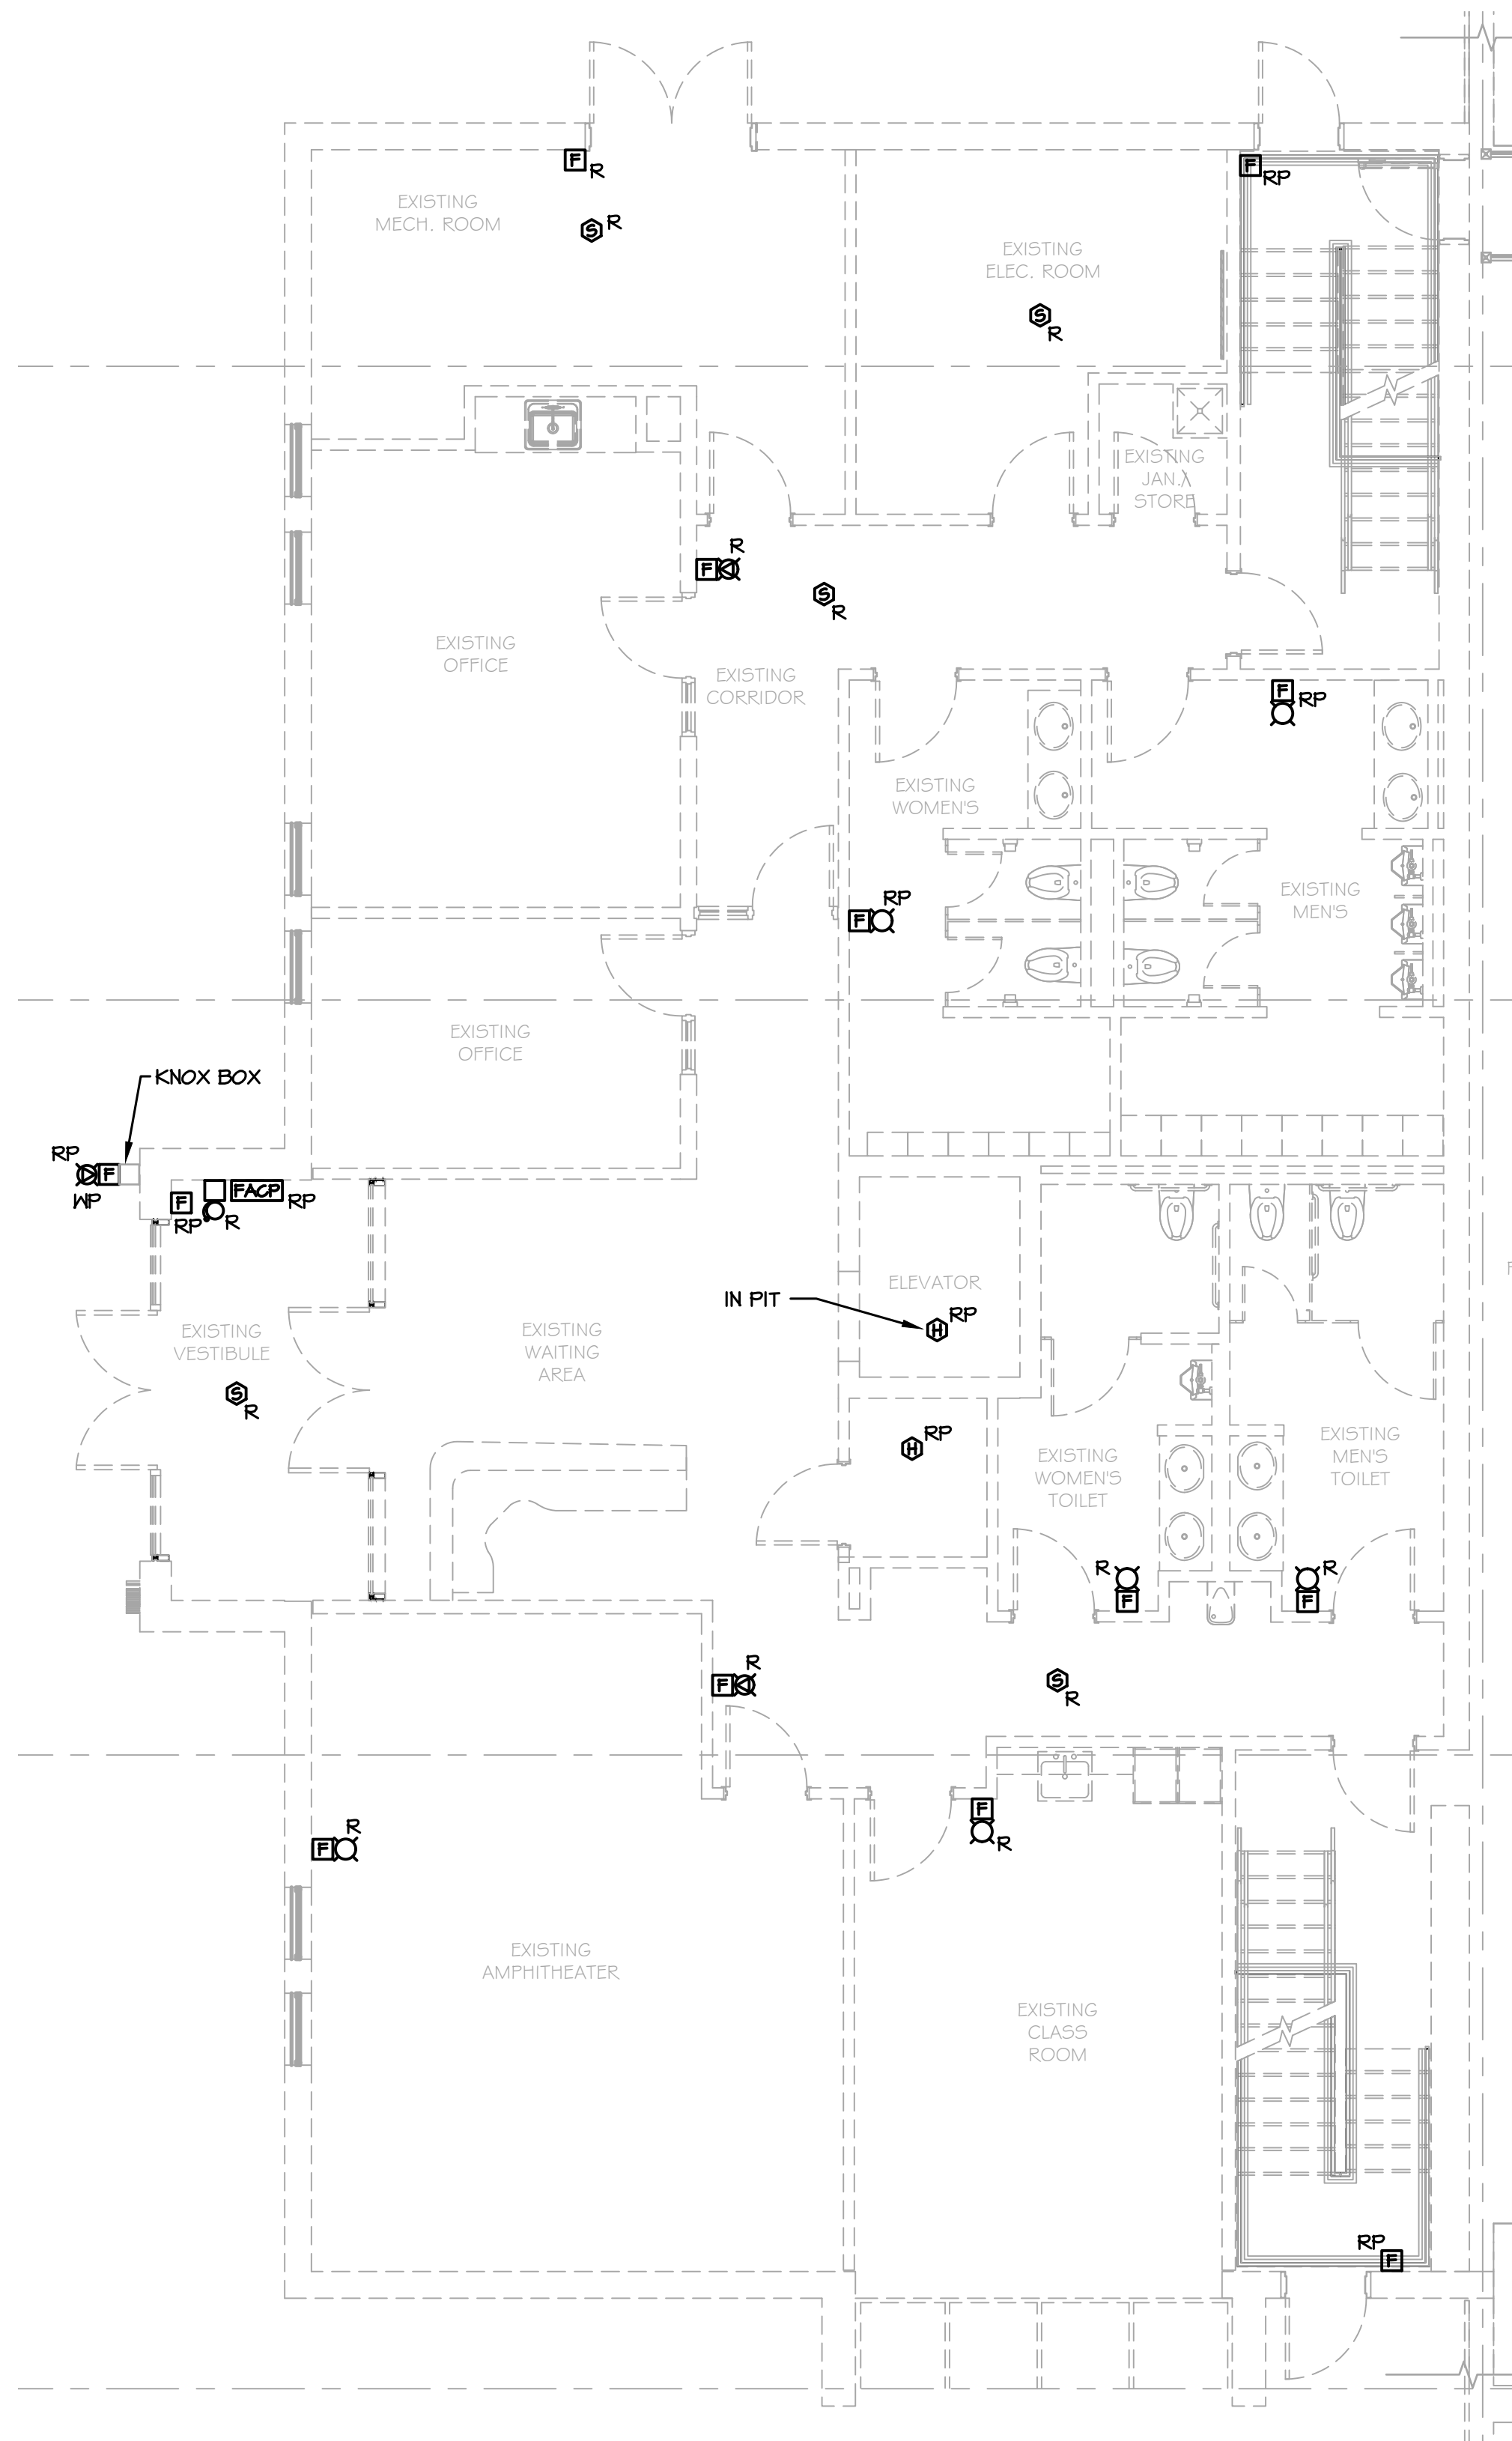 F
R
F
RP
EXISTING
MECH. ROOM
S
R
EXISTING
ELEC. ROOM
S
R
EXISTING
JAN./
STORE
R
F
S
R
EXISTING
OFFICE
EXISTING
CORRIDOR
F
RP
EXISTING
WOMEN'S
EXISTING
MEN'S
RP
F
EXISTING
OFFICE
KNOX BOX
RP
F
WP
F
RP
R
FACP
RP
ELEVATOR
IN PIT
H
RP
EXISTING
VESTIBULE
EXISTING
WAITING
AREA
S
R
H
RP
EXISTING
WOMEN'S
TOILET
EXISTING
MEN'S
TOILET
R
F
R
F
R
F
S
R
F
R
R
F
EXISTING
AMPHITHEATER
EXISTING
CLASS
ROOM
RP
F